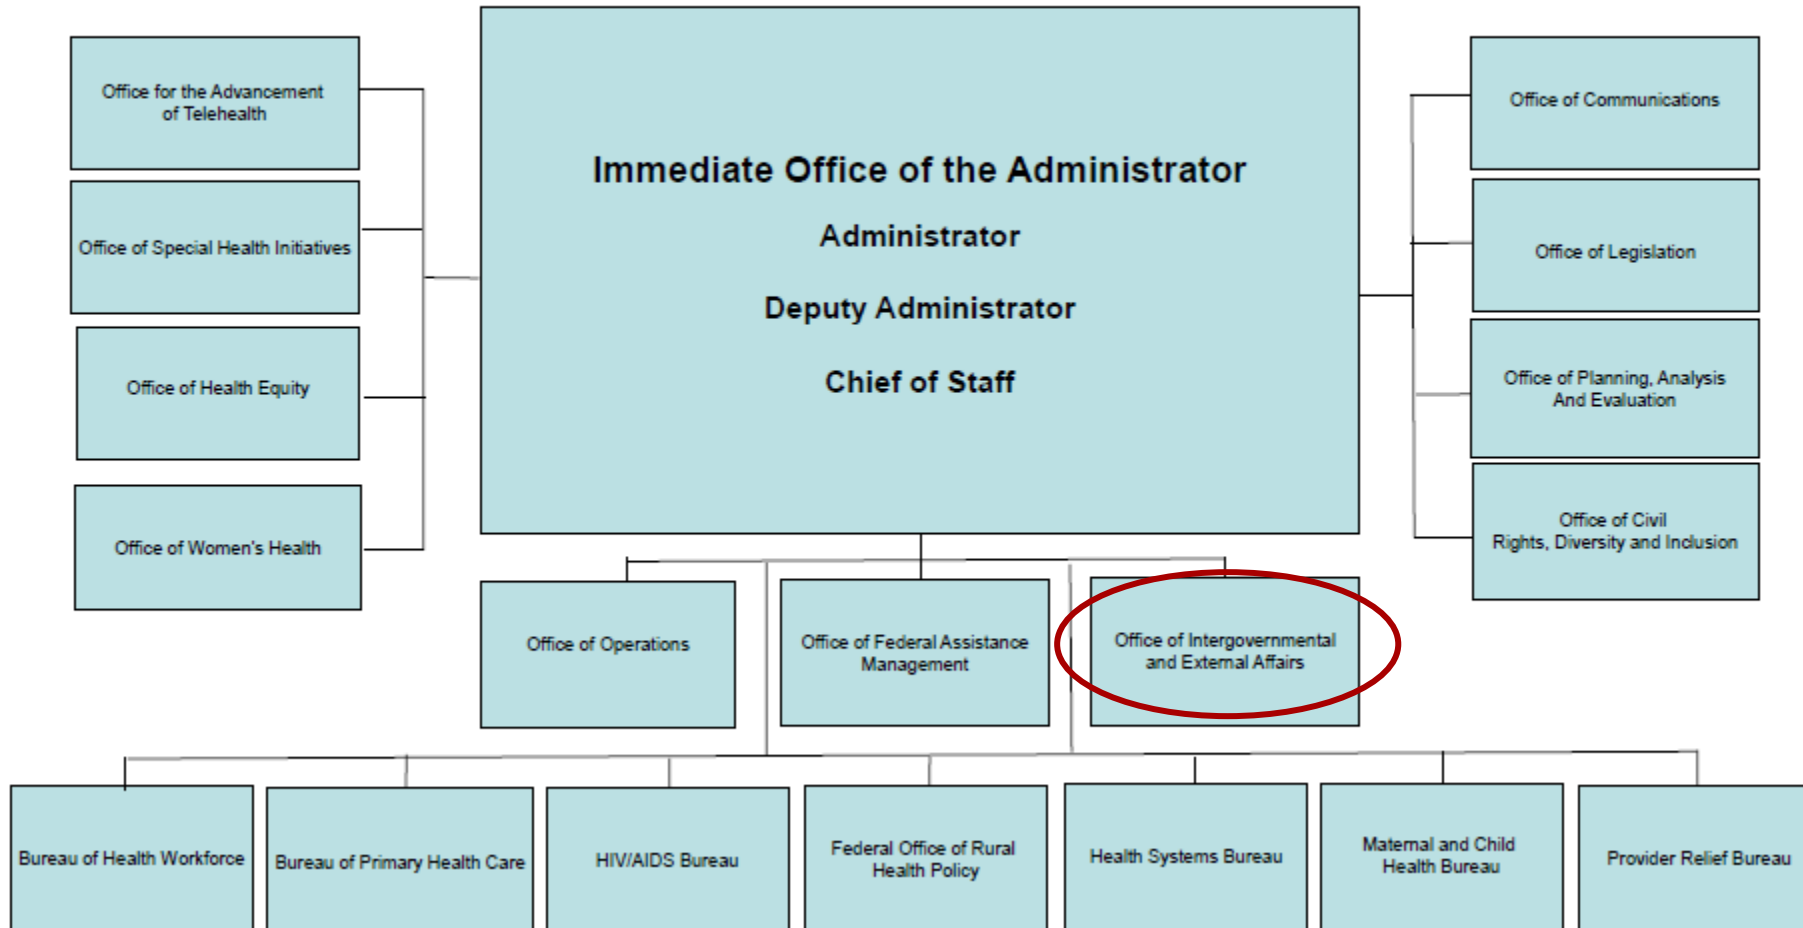 Office for the Advancement
of Telehealth
Office of Special Health Initiatives
Office of Health Equity
Office of Women's Health
Immediate Office of the Administrator
Administrator
Deputy Administrator
Chief of Staff
Office of Communications
Office of Legislation
Office of Planning, Analysis
And Evaluation
Office of Civil
Rights, Diversity and Inclusion
Office of Operations
Office of Federal Assistance
Management
Office of Intergovernmental
and External Affairs
Bureau of Health Workforce
Bureau of Primary Health Care
HIV/AIDS Bureau
Federal Office of Rural
Health Policy
Health Systems Bureau
Maternal and Child
Health Bureau
Provider Relief Bureau